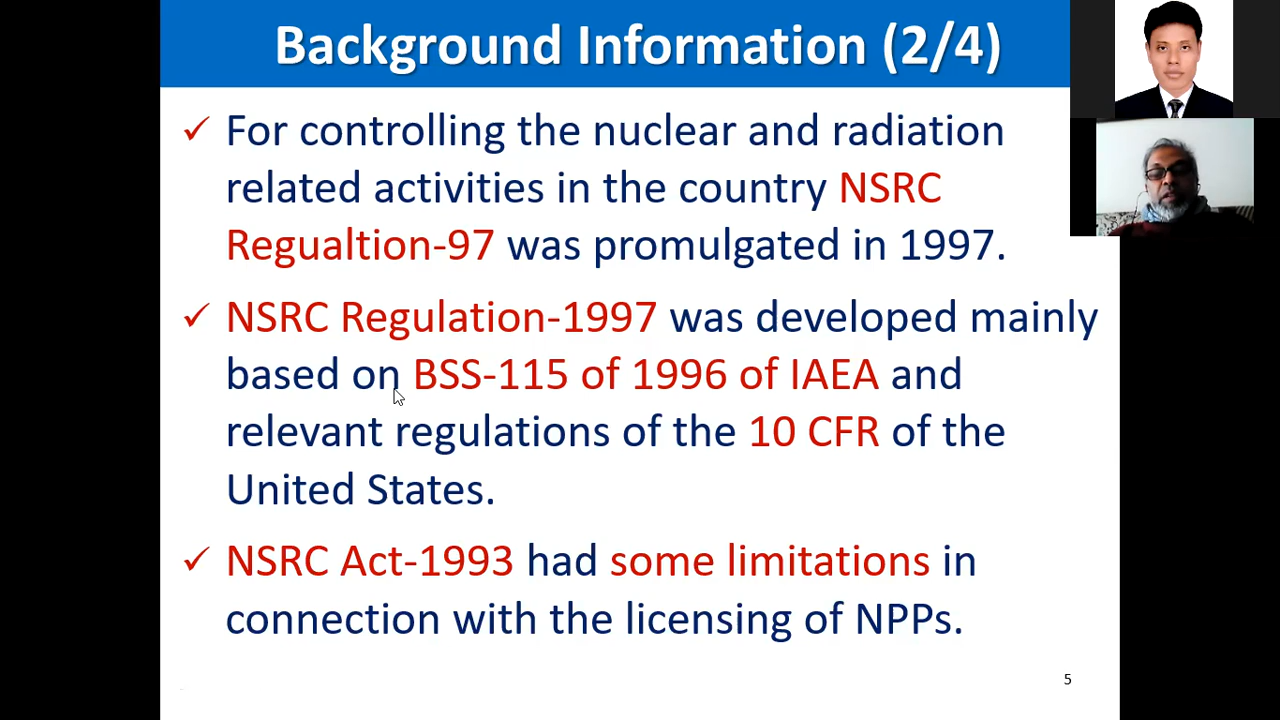 Background Information (2/4)
✓ For controlling the nuclear and radiation
related activities in the country NSRC
Regualtion-97 was promulgated in 1997.
✓ NSRC Regulation-1997 was developed mainly
based on BSS-115 of 1996 of IAEA and
relevant regulations of the 10 CFR of the
United States.
✓ NSRC Act-1993 had some limitations in
connection with the licensing of NPPs.
5